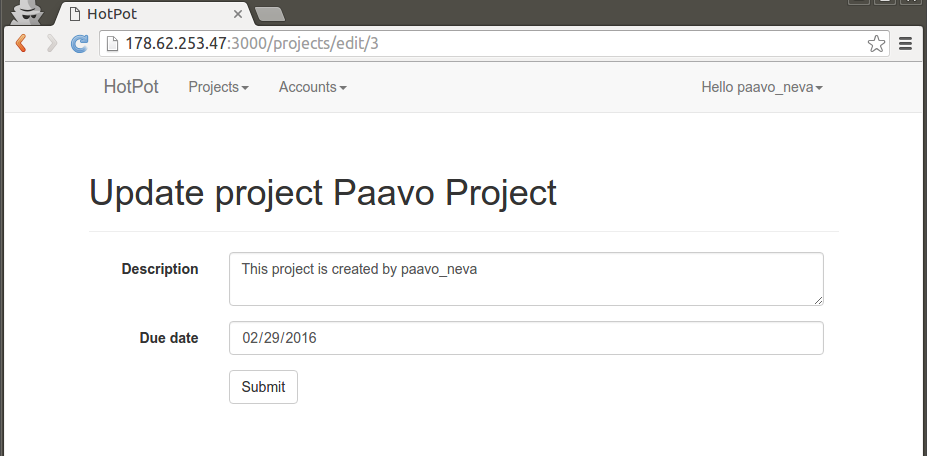 HotPot
178.62.253.47:3000/projects/edit/3
HotPot Projects Accounts Hello paavo_neva
Update project Paavo Project
Description This project is created by paavo_neva
Due date 02/29/2016
Submit